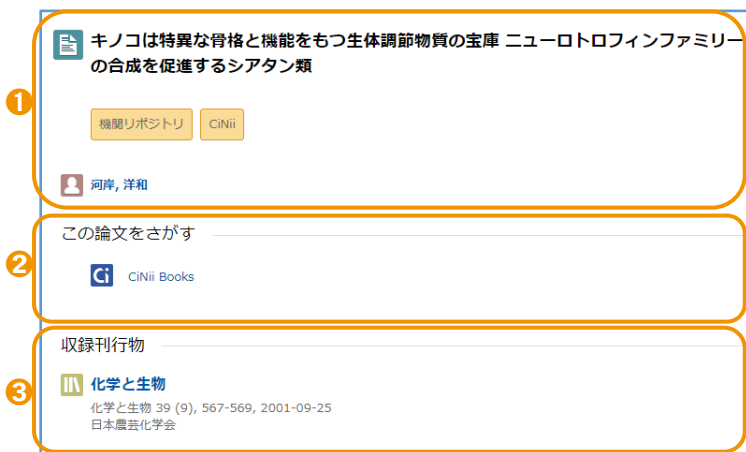 ❶
キノコは特異な骨格と機能をもつ生体調節物質の宝庫 ニューロトロフィンファミリー
の合成を促進するシアタン類
機関リポジトリ CiNii
河岸, 洋和
❷
この論文をさがす
Ci CiNii Books
❸
収録刊行物
化学と生物
化学と生物 39 (9), 567-569, 2001-09-25
日本農芸化学会